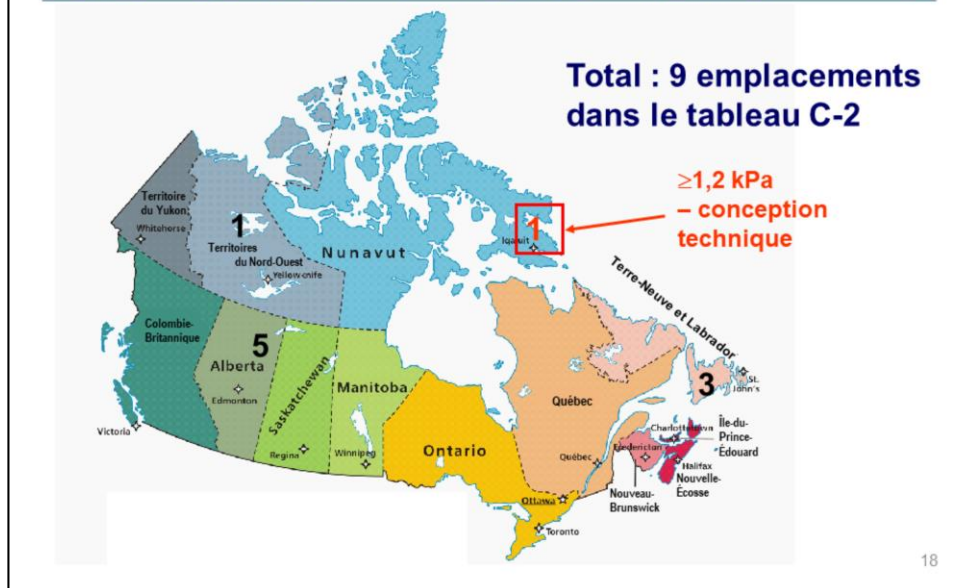 Total : 9 emplacements
dans le tableau C-2
≥1,2 kPa
– conception
technique
Territoire
du Yukon
Whitehorse
1
Territoires
du Nord-Ouest
Yellowknife
Nunavut
1
Iqaluit
Terre-Neuve et Labrador
Colombie-
Britannique
5
Alberta
Edmonton
Saskatchewan
Regina
Manitoba
Winnipeg
Victoria
Ontario
Ottawa
Toronto
Québec
Québec
3
St.
John's
Charlottetown
Île-du-
Prince-
Édouard
Fredericton
Halifax
Nouvelle-
Écosse
Nouveau-
Brunswick
18